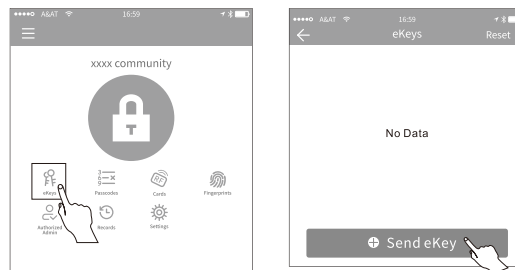 A&AT 16:59
xxxx community
T
eKeys Passcodes Cards Fingerprints
RF
Authorized Admin Records Settings
A&AT 16:59
eKeys Reset
No Data
Send eKey